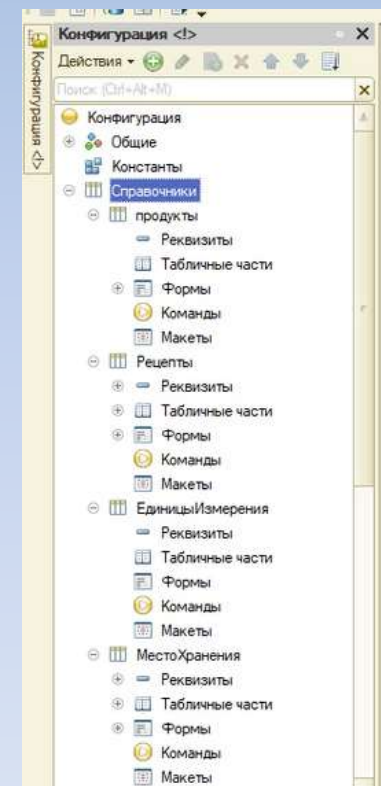 Конфигурация <!>
Конфигурация <!>
Действия
Поиск (Ctrl+Alt+M)
Конфигурация
Общие
Константы
Справочники
продукты
Реквизиты
Табличные части
Формы
Команды
Макеты
Рецепты
Реквизиты
Табличные части
Формы
Команды
Макеты
ЕдиницыИзмерения
Реквизиты
Табличные части
Формы
Команды
Макеты
МестоХранения
Реквизиты
Табличные части
Формы
Команды
Макеты